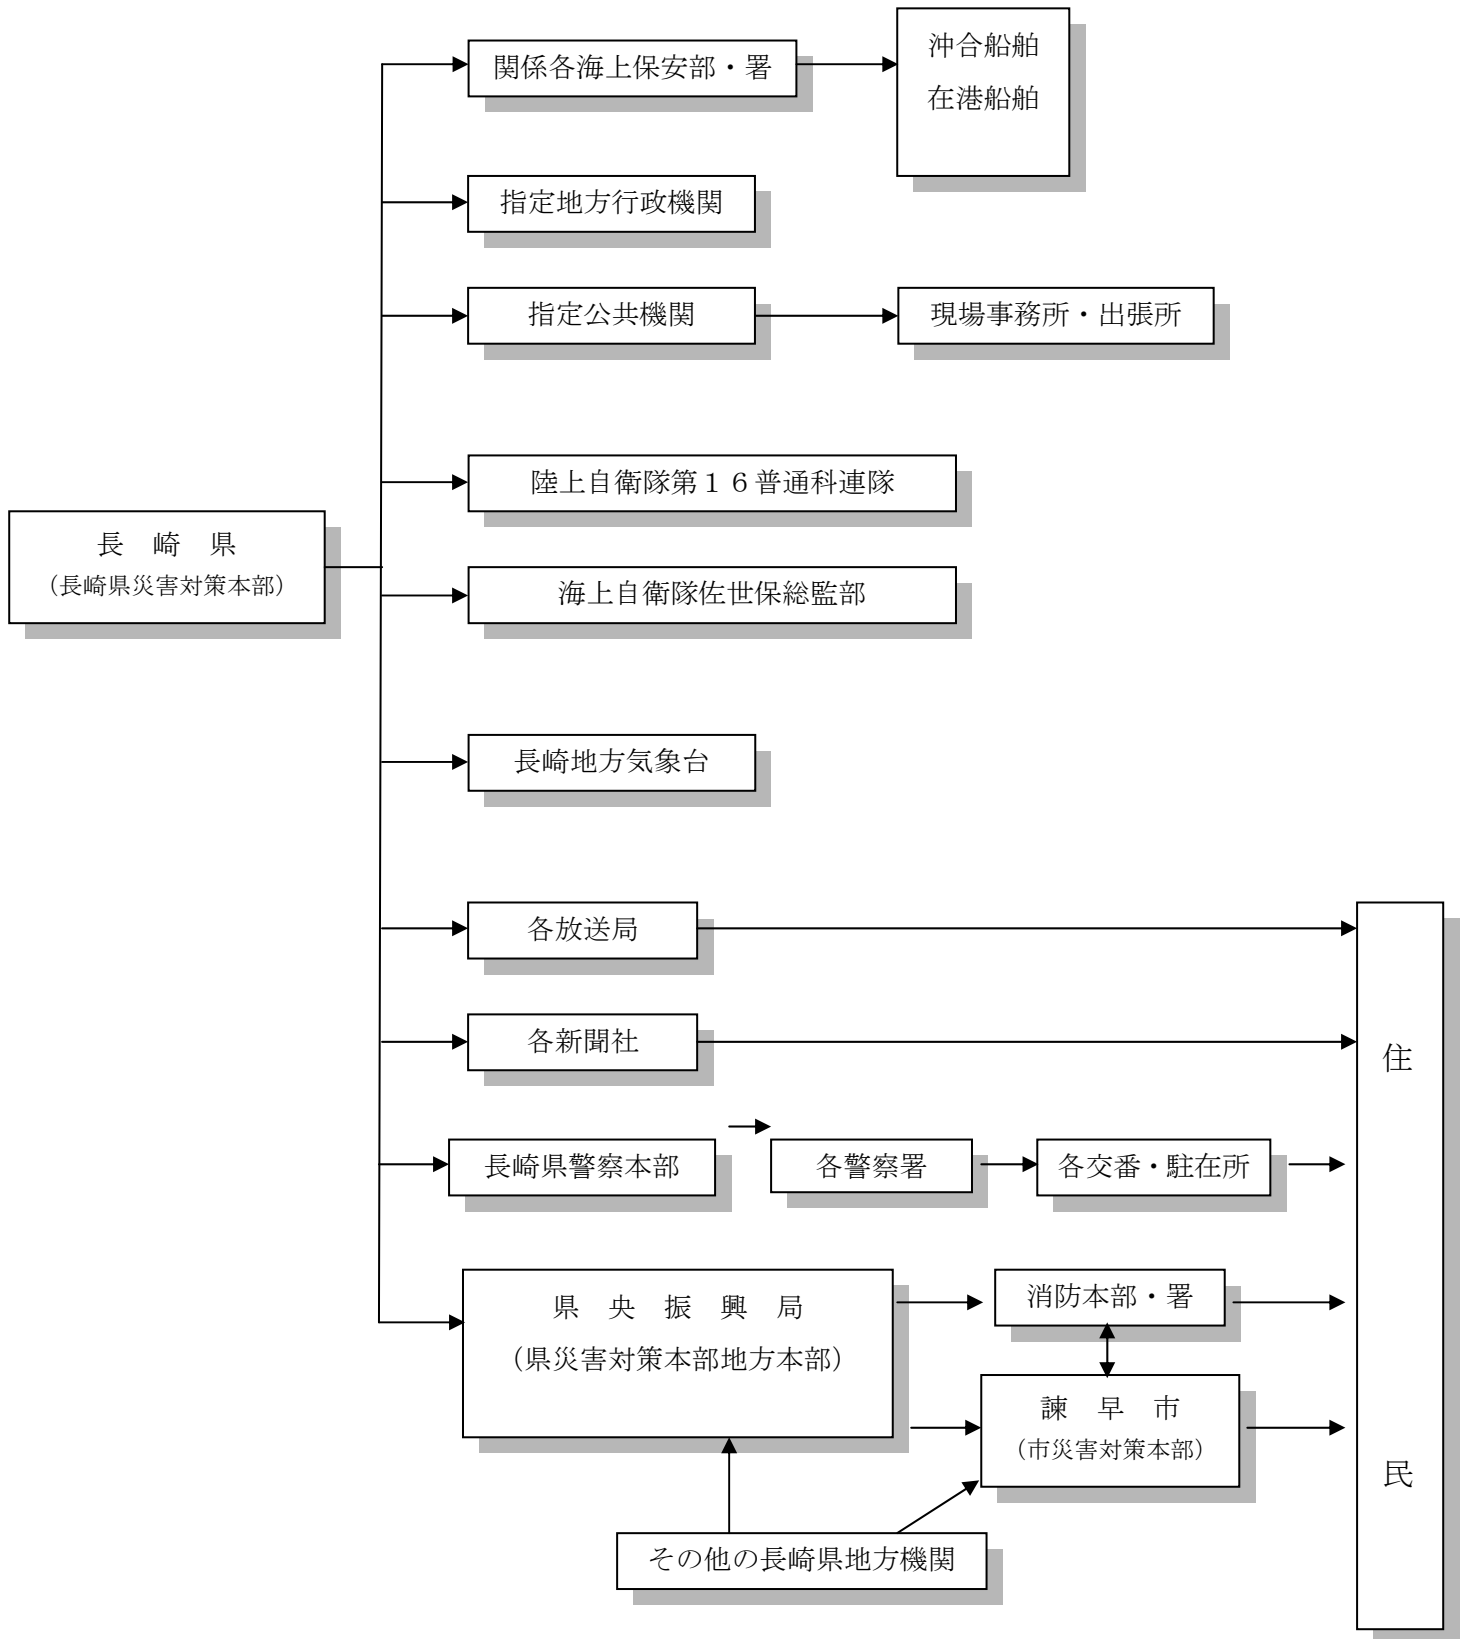 関係各海上保安部・署
沖合船舶
在港船舶
指定地方行政機関
指定公共機関
現場事務所・出張所
陸上自衛隊第１６普通科連隊
長　崎　県
（長崎県災害対策本部）
海上自衛隊佐世保総監部
長崎地方気象台
各放送局
各新聞社
長崎県警察本部
各警察署
各交番・駐在所
県　央　振　興　局
（県災害対策本部地方本部）
消防本部・署
諫　早　市
（市災害対策本部）
その他の長崎県地方機関
住
民